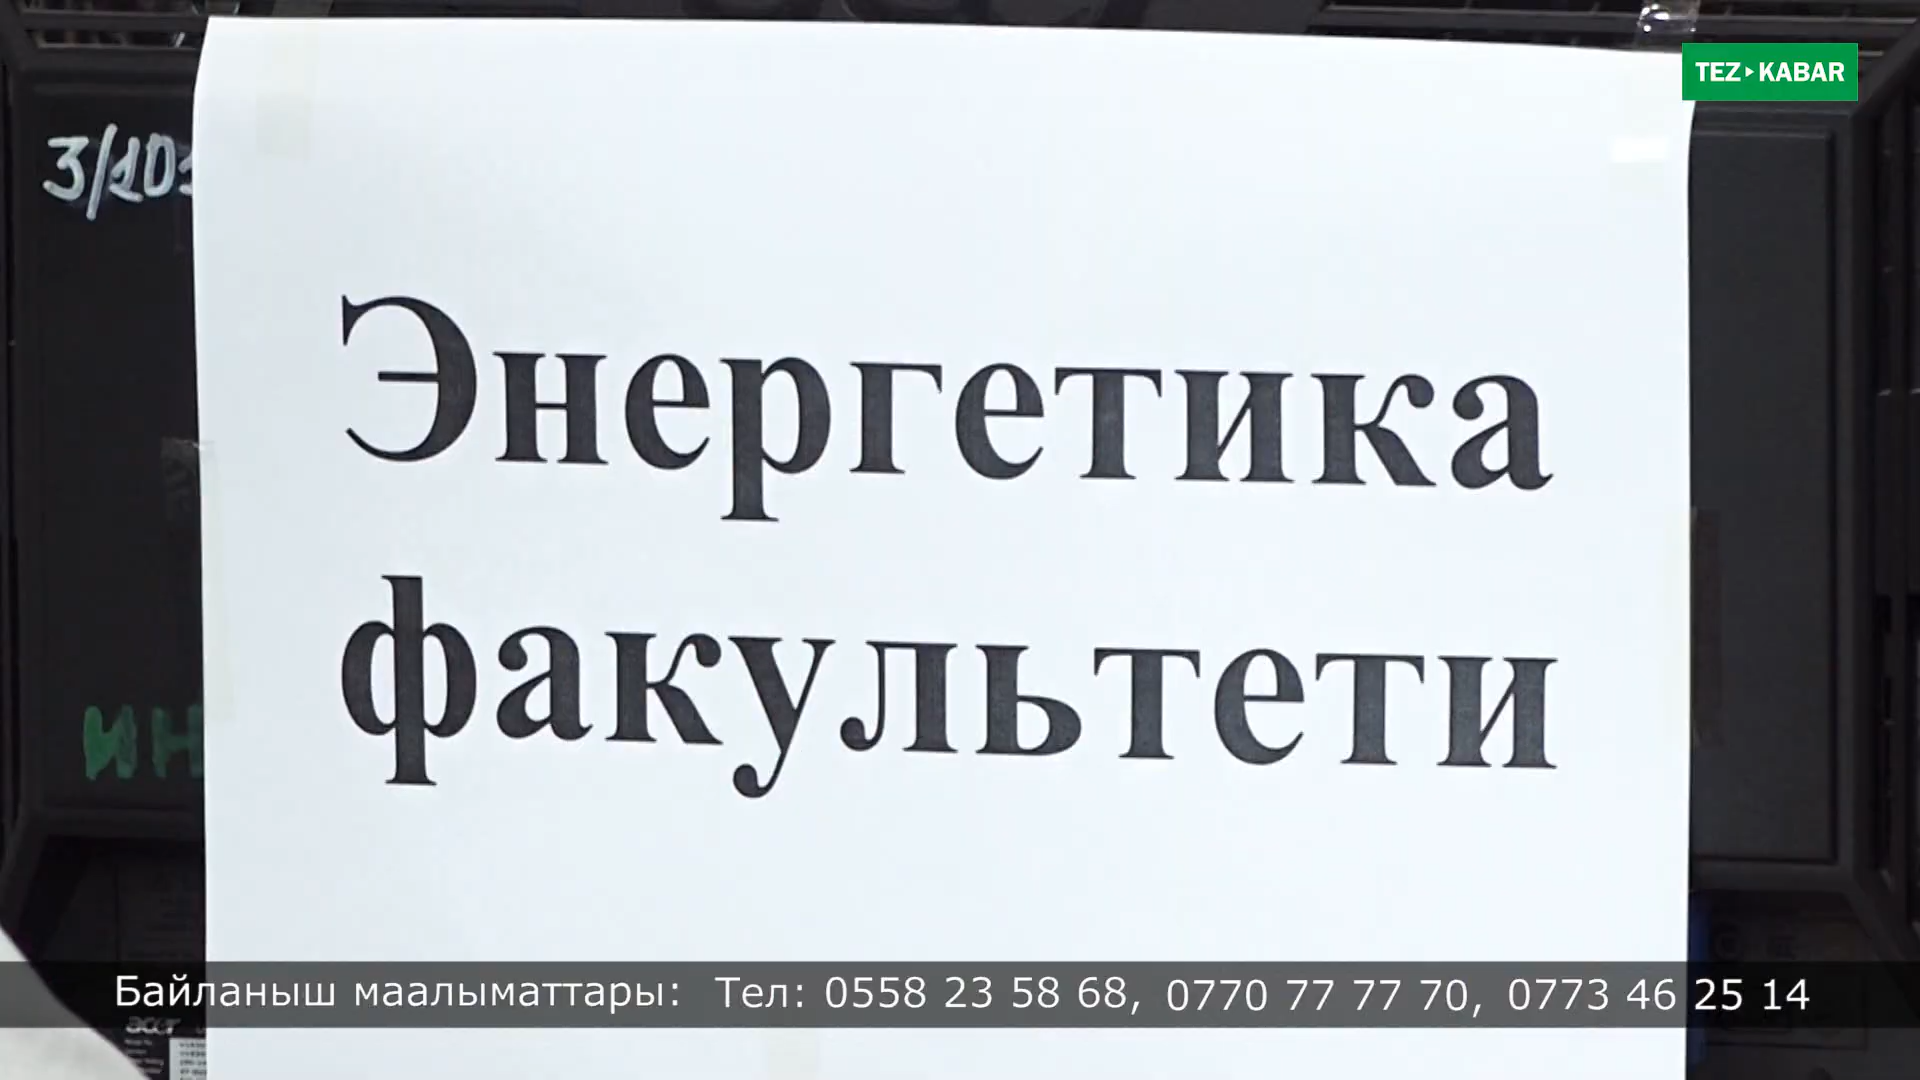 TEZ KABAR
Энергетика
факультети
Байланыш маалыматтары: Тел: 0558 23 58 68, 0770 77 77 70, 0773 46 25 14
acer